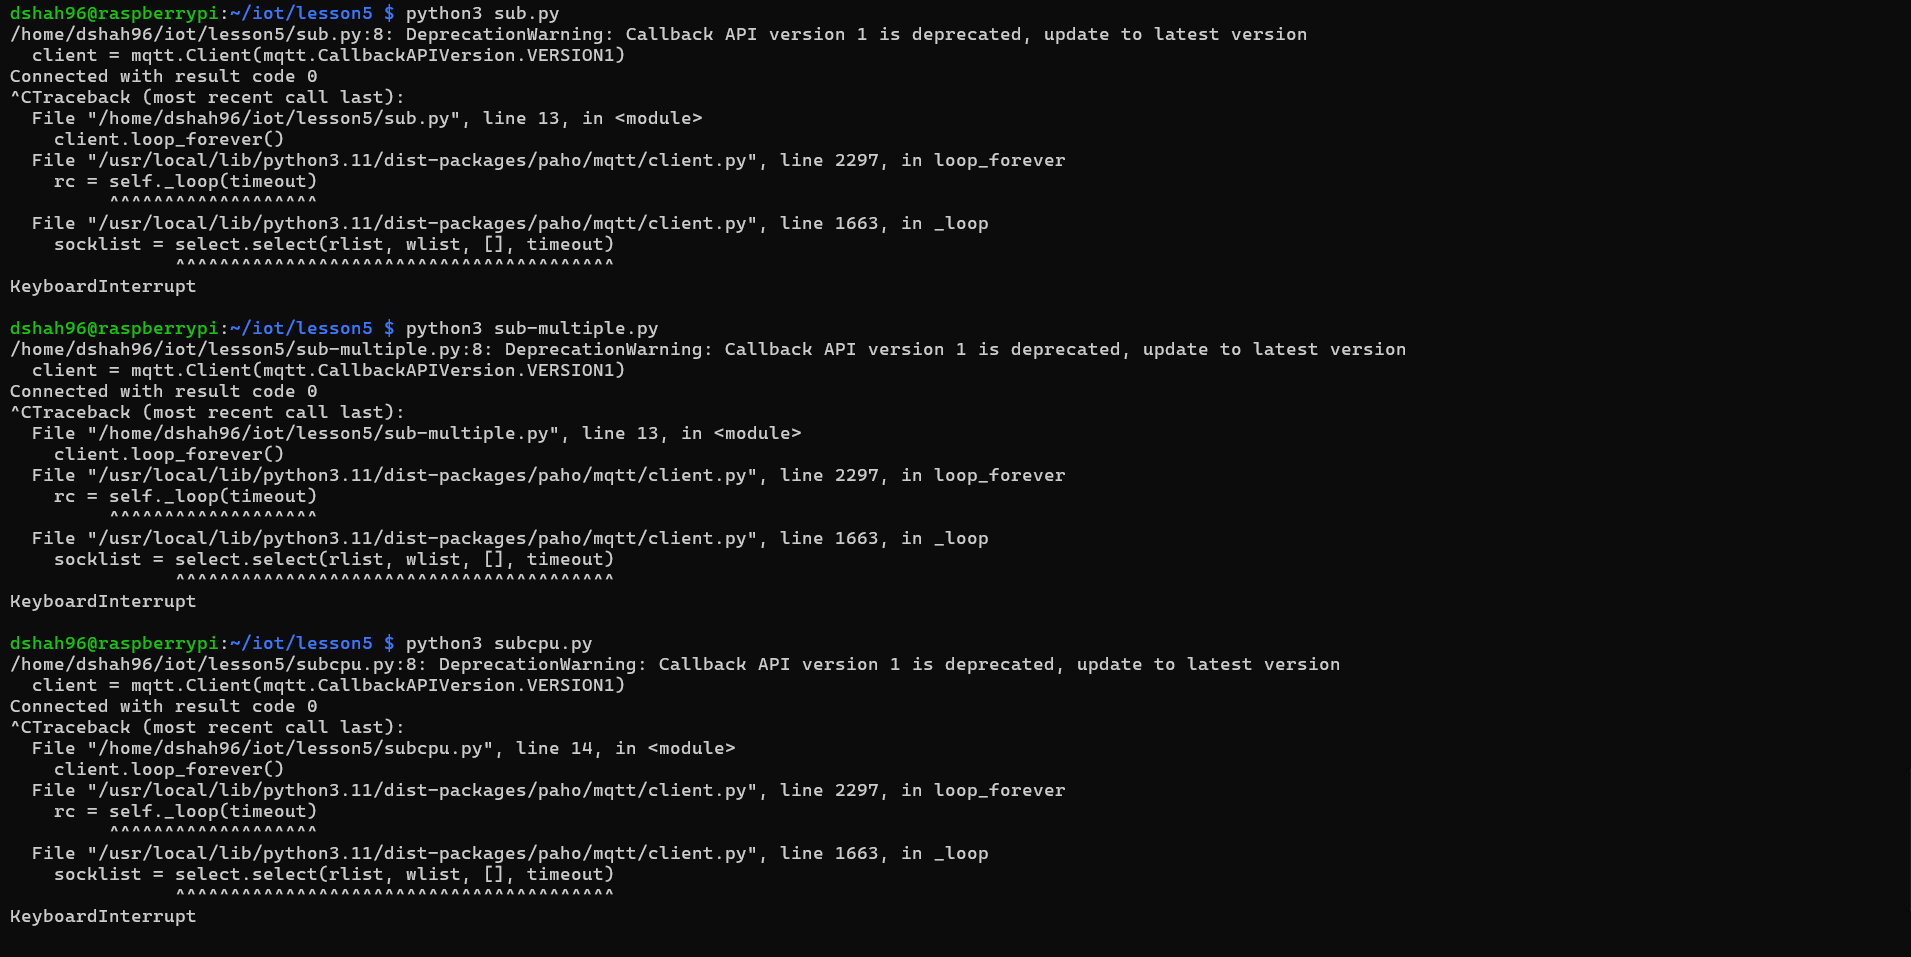 dshah96@raspberrypi:~/iot/lesson5 $ python3 sub.py
/home/dshah96/iot/lesson5/sub.py:8: DeprecationWarning: Callback API version 1 is deprecated, update to latest version
  client = mqtt.Client(mqtt.CallbackAPIVersion.VERSION1)
Connected with result code 0
^CTraceback (most recent call last):
  File "/home/dshah96/iot/lesson5/sub.py", line 13, in <module>
    client.loop_forever()
  File "/usr/local/lib/python3.11/dist-packages/paho/mqtt/client.py", line 2297, in loop_forever
    rc = self._loop(timeout)
         ^^^^^^^^^^^^^^^^^^^
  File "/usr/local/lib/python3.11/dist-packages/paho/mqtt/client.py", line 1663, in _loop
    socklist = select.select(rlist, wlist, [], timeout)
               ^^^^^^^^^^^^^^^^^^^^^^^^^^^^^^^^^^^^^^^^
KeyboardInterrupt

dshah96@raspberrypi:~/iot/lesson5 $ python3 sub-multiple.py
/home/dshah96/iot/lesson5/sub-multiple.py:8: DeprecationWarning: Callback API version 1 is deprecated, update to latest version
  client = mqtt.Client(mqtt.CallbackAPIVersion.VERSION1)
Connected with result code 0
^CTraceback (most recent call last):
  File "/home/dshah96/iot/lesson5/sub-multiple.py", line 13, in <module>
    client.loop_forever()
  File "/usr/local/lib/python3.11/dist-packages/paho/mqtt/client.py", line 2297, in loop_forever
    rc = self._loop(timeout)
         ^^^^^^^^^^^^^^^^^^^
  File "/usr/local/lib/python3.11/dist-packages/paho/mqtt/client.py", line 1663, in _loop
    socklist = select.select(rlist, wlist, [], timeout)
               ^^^^^^^^^^^^^^^^^^^^^^^^^^^^^^^^^^^^^^^^
KeyboardInterrupt

dshah96@raspberrypi:~/iot/lesson5 $ python3 subcpu.py
/home/dshah96/iot/lesson5/subcpu.py:8: DeprecationWarning: Callback API version 1 is deprecated, update to latest version
  client = mqtt.Client(mqtt.CallbackAPIVersion.VERSION1)
Connected with result code 0
^CTraceback (most recent call last):
  File "/home/dshah96/iot/lesson5/subcpu.py", line 14, in <module>
    client.loop_forever()
  File "/usr/local/lib/python3.11/dist-packages/paho/mqtt/client.py", line 2297, in loop_forever
    rc = self._loop(timeout)
         ^^^^^^^^^^^^^^^^^^^
  File "/usr/local/lib/python3.11/dist-packages/paho/mqtt/client.py", line 1663, in _loop
    socklist = select.select(rlist, wlist, [], timeout)
               ^^^^^^^^^^^^^^^^^^^^^^^^^^^^^^^^^^^^^^^^
KeyboardInterrupt